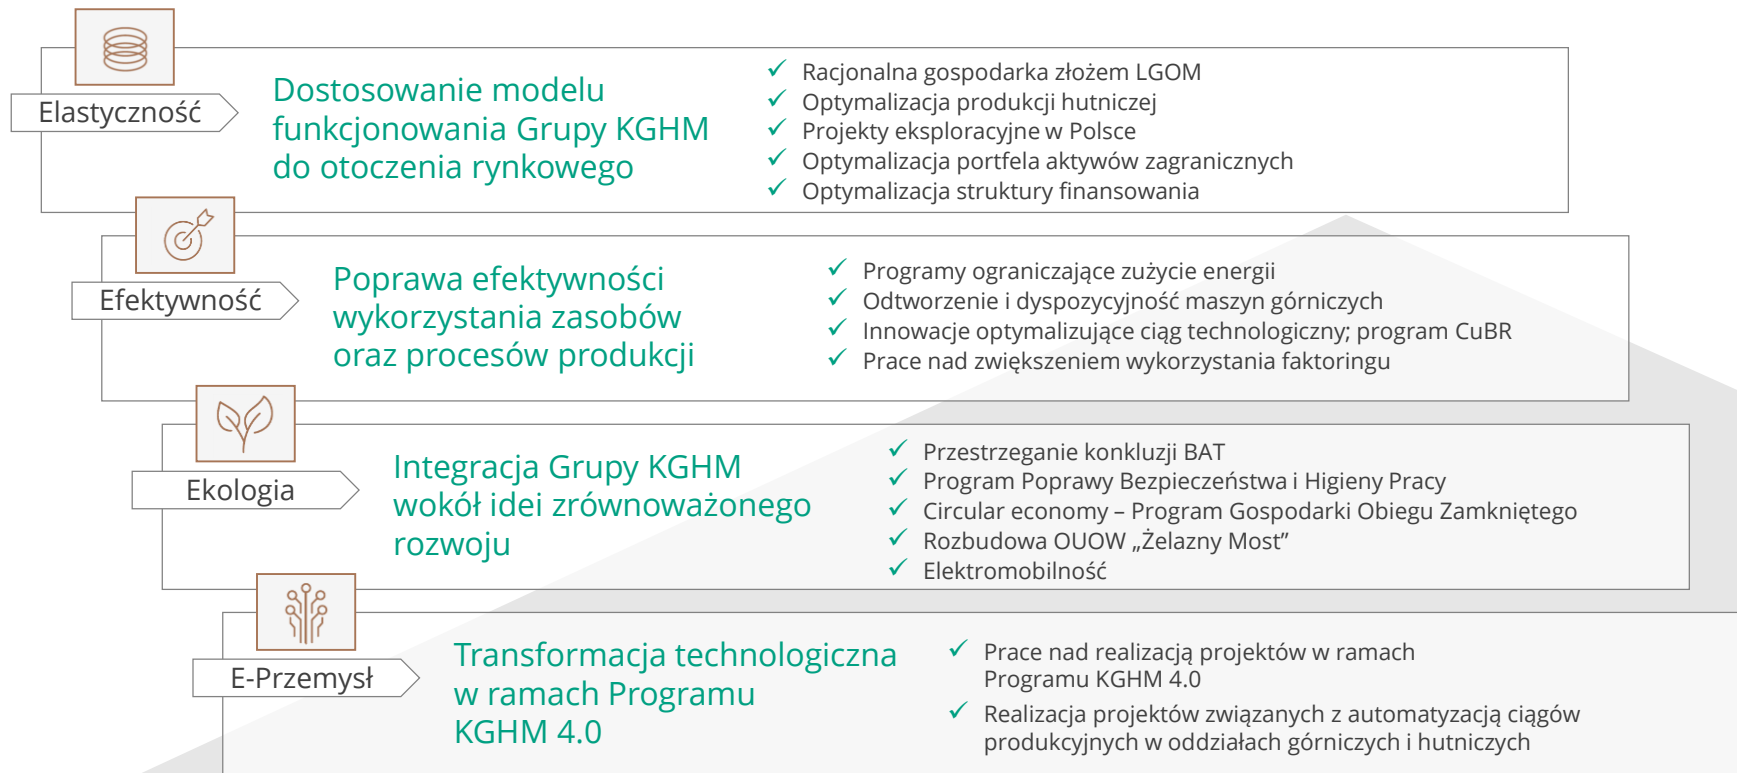 Elastyczność
Dostosowanie modelu
funkcjonowania Grupy KGHM
do otoczenia rynkowego
✓ Racjonalna gospodarka złożem LGOM
✓ Optymalizacja produkcji hutniczej
✓ Projekty eksploracyjne w Polsce
✓ Optymalizacja portfela aktywów zagranicznych
✓ Optymalizacja struktury finansowania
Efektywność
Poprawa efektywności
wykorzystania zasobów
oraz procesów produkcji
✓ Programy ograniczające zużycie energii
✓ Odtworzenie i dyspozycyjność maszyn górniczych
✓ Innowacje optymalizujące ciąg technologiczny; program CuBR
✓ Prace nad zwiększeniem wykorzystania faktoringu
Ekologia
Integracja Grupy KGHM
wokół idei zrównoważonego
rozwoju
✓ Przestrzeganie konkluzji BAT
✓ Program Poprawy Bezpieczeństwa i Higieny Pracy
✓ Circular economy – Program Gospodarki Obiegu Zamkniętego
✓ Rozbudowa OUOW „Żelazny Most”
✓ Elektromobilność
E-Przemysł
Transformacja technologiczna
w ramach Programu
KGHM 4.0
✓ Prace nad realizacją projektów w ramach
Programu KGHM 4.0
✓ Realizacja projektów związanych z automatyzacją ciągów
produkcyjnych w oddziałach górniczych i hutniczych